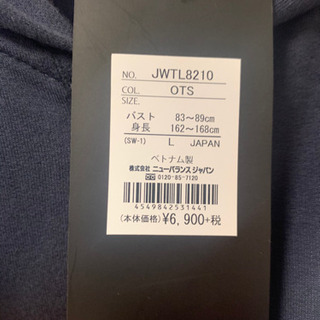 NO. JWTL8210
COL. OTS
SIZE.
バスト 83～89cm
身長 162～168cm
(SW-1) L JAPAN
ベトナム製
株式会社 ニューバランス ジャパン
0120-85-7120
4549842531441
(本体価格)¥6,900+税